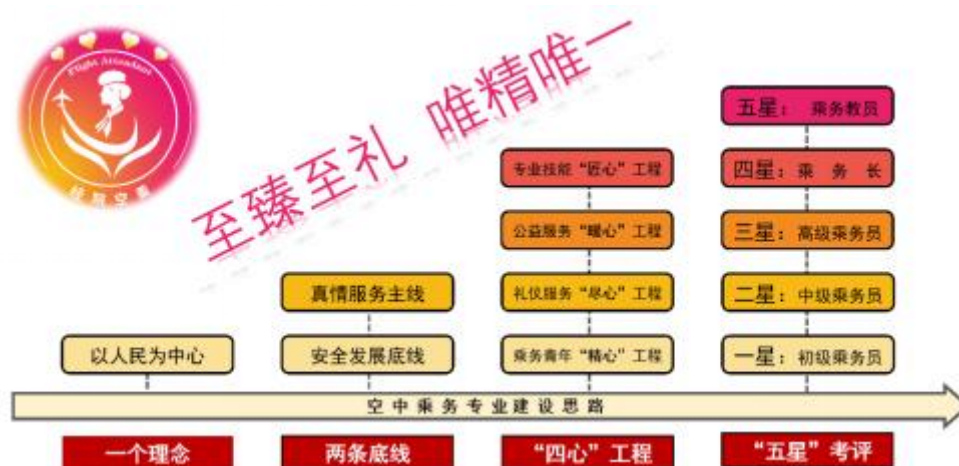 Flight Attendant
至臻至礼 唯精唯一
五星： 乘务教员
专业技能“匠心”工程
四星：乘 务 长
公益服务“暖心”工程
三星：高级乘务员
真情服务主线
礼仪服务“尽心”工程
二星：中级乘务员
以人民为中心
安全发展底线
乘务青年“精心”工程
一星：初级乘务员
空中乘务专业建设思路
一个理念
两条底线
“四心”工程
“五星”考评